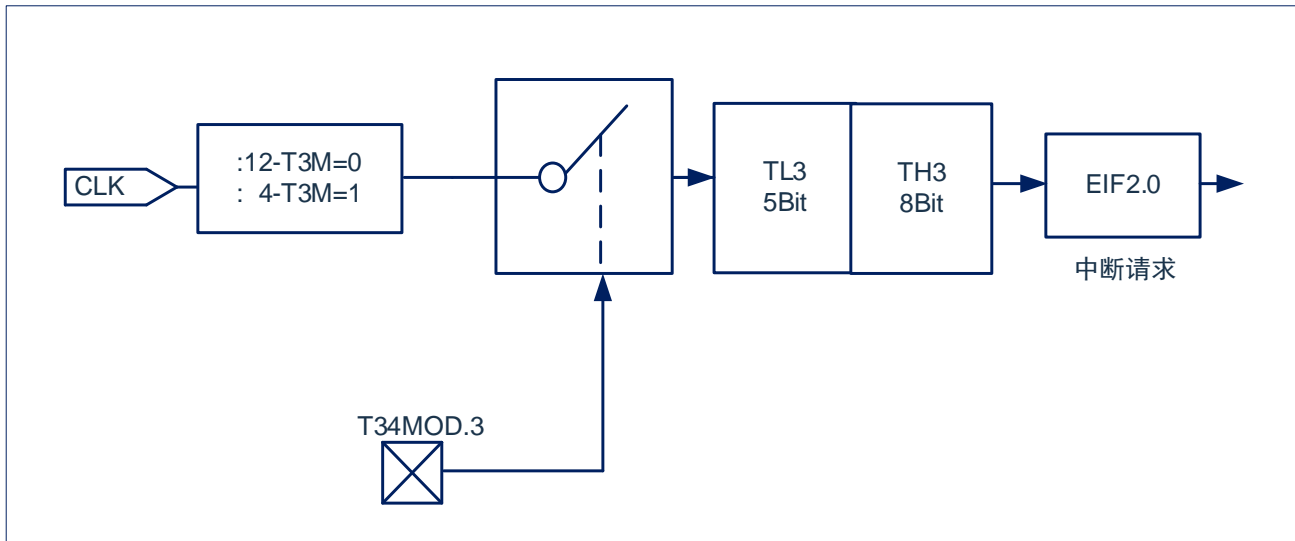 CLK
:12-T3M=0
:  4-T3M=1
TL3
5Bit
TH3
8Bit
EIF2.0
中断请求
T34MOD.3